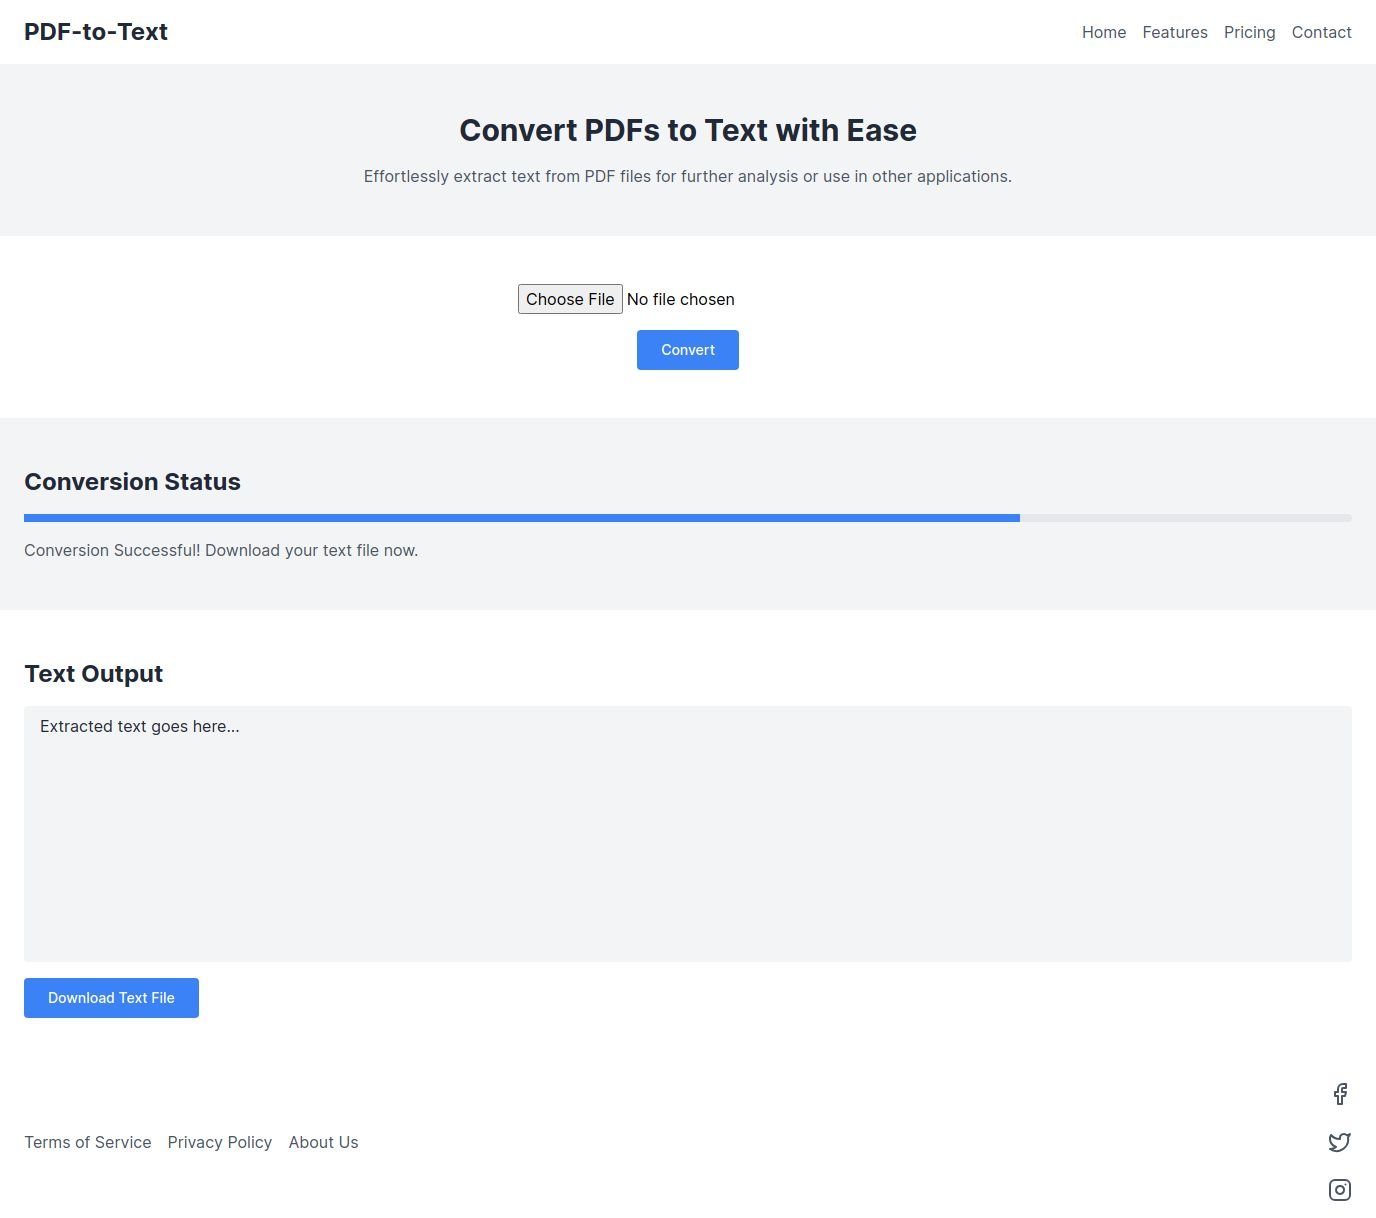 PDF-to-Text
Home Features Pricing Contact
Convert PDFs to Text with Ease
Effortlessly extract text from PDF files for further analysis or use in other applications.
Choose File No file chosen
Convert
Conversion Status
Conversion Successful! Download your text file now.
Text Output
Extracted text goes here...
Download Text File
Terms of Service Privacy Policy About Us